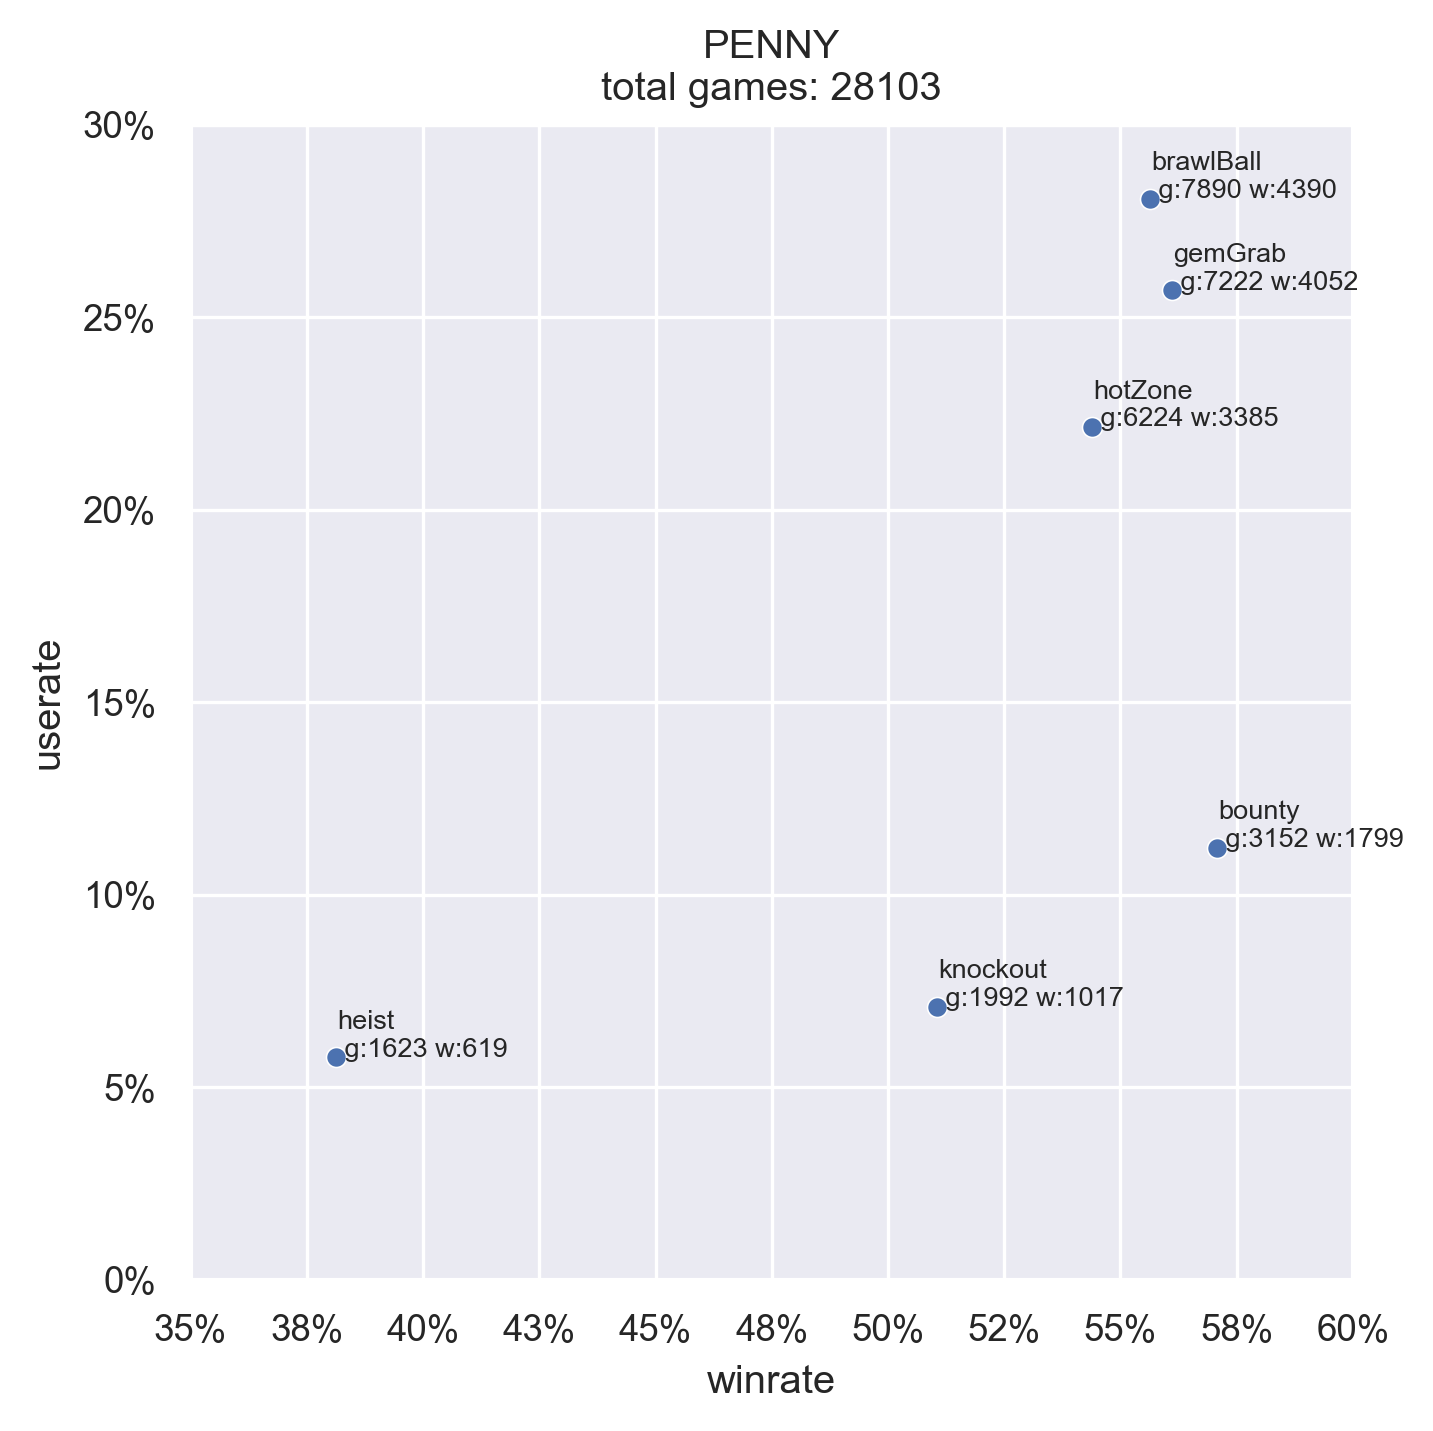 PENNY
total games: 28103
30%
25%
20%
15%
10%
5%
0%
userate
brawlBall
g:7890 w:4390
gemGrab
g:7222 w:4052
hotZone
g:6224 w:3385
bounty
g:3152 w:1799
knockout
g:1992 w:1017
heist
g:1623 w:619
35% 38% 40% 43% 45% 48% 50% 52% 55% 58% 60%
winrate